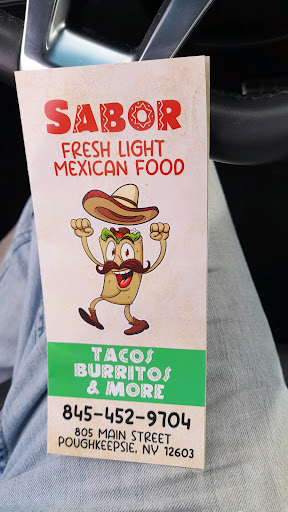 SABOR
FRESH LIGHT
MEXICAN FOOD
TACOS
BURRITOS
& MORE
845-452-9704
805 MAIN STREET
POUGHKEEPSIE, NY 12603